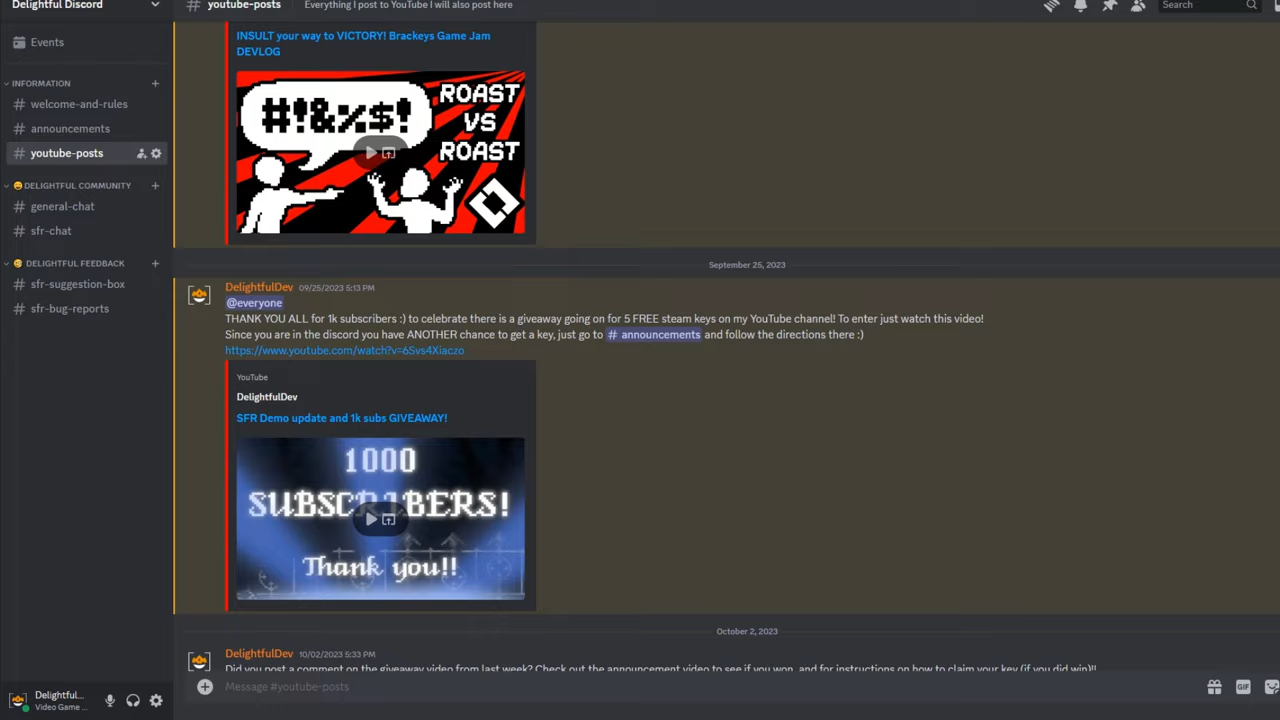 Delightful Discord
# youtube-posts
Everything I post to YouTube I will also post here
Search
Events
INFORMATION
welcome-and-rules
announcements
youtube-posts
DELIGHTFUL COMMUNITY
general-chat
sfr-chat
DELIGHTFUL FEEDBACK
sfr-suggestion-box
sfr-bug-reports
Delightful...
Video Game ...
INSULT your way to VICTORY! Brackeys Game Jam
DEVLOG
#!&%$!
ROAST
VS
ROAST
September 25, 2023
DelightfulDev 09/25/2023 5:13 PM
@everyone
THANK YOU ALL for 1k subscribers :) to celebrate there is a giveaway going on for 5 FREE steam keys on my YouTube channel! To enter just watch this video!
Since you are in the discord you have ANOTHER chance to get a key, just go to # announcements and follow the directions there :)
https://www.youtube.com/watch?v=6Svs4Xiaczo
YouTube
DelightfulDev
SFR Demo update and 1k subs GIVEAWAY!
1000
SUBSCRIBERS!
Thank you!!
October 2, 2023
DelightfulDev 10/02/2023 5:33 PM
Did you post a comment on the giveaway video from last week? Check out the announcement video to see if you won, and for instructions on how to claim your key (if you did win)!!
Message #youtube-posts
GIF